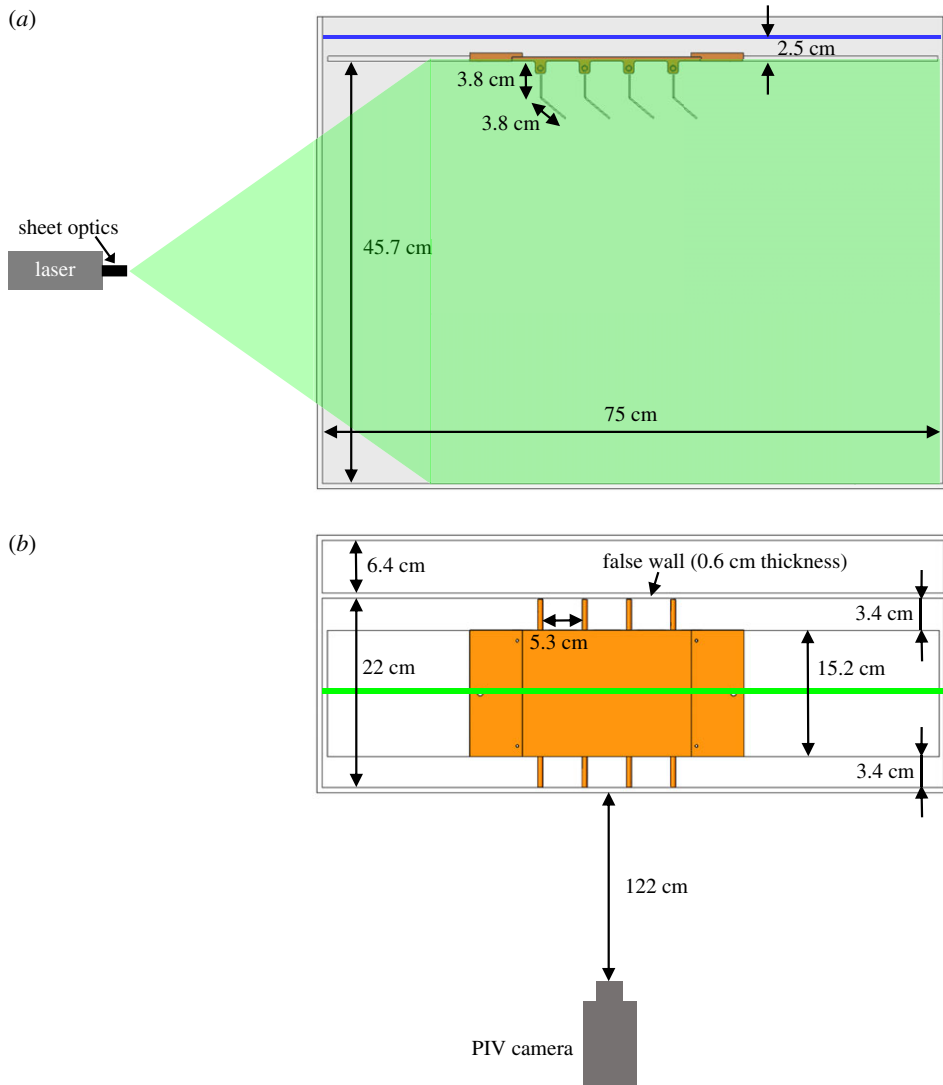 (a)
2.5 cm
3.8 cm
3.8 cm
sheet optics
laser
45.7 cm
75 cm
(b)
false wall (0.6 cm thickness)
6.4 cm
3.4 cm
5.3 cm
22 cm
15.2 cm
3.4 cm
122 cm
PIV camera